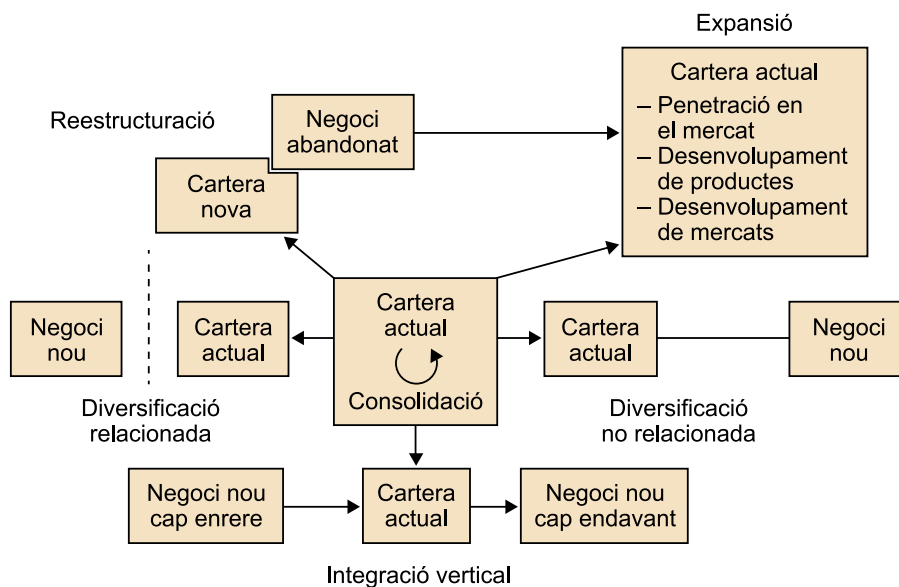 Expansió
Cartera actual
– Penetració en
el mercat
– Desenvolupament
de productes
– Desenvolupament
de mercats
Reestructuració
Negoci
abandonat
Cartera
nova
Negoci
nou
Cartera
actual
Cartera
actual
Consolidació
Cartera
actual
Negoci
nou
Diversificació
relacionada
Diversificació
no relacionada
Negoci nou
cap enrere
Cartera
actual
Negoci nou
cap endavant
Integració vertical